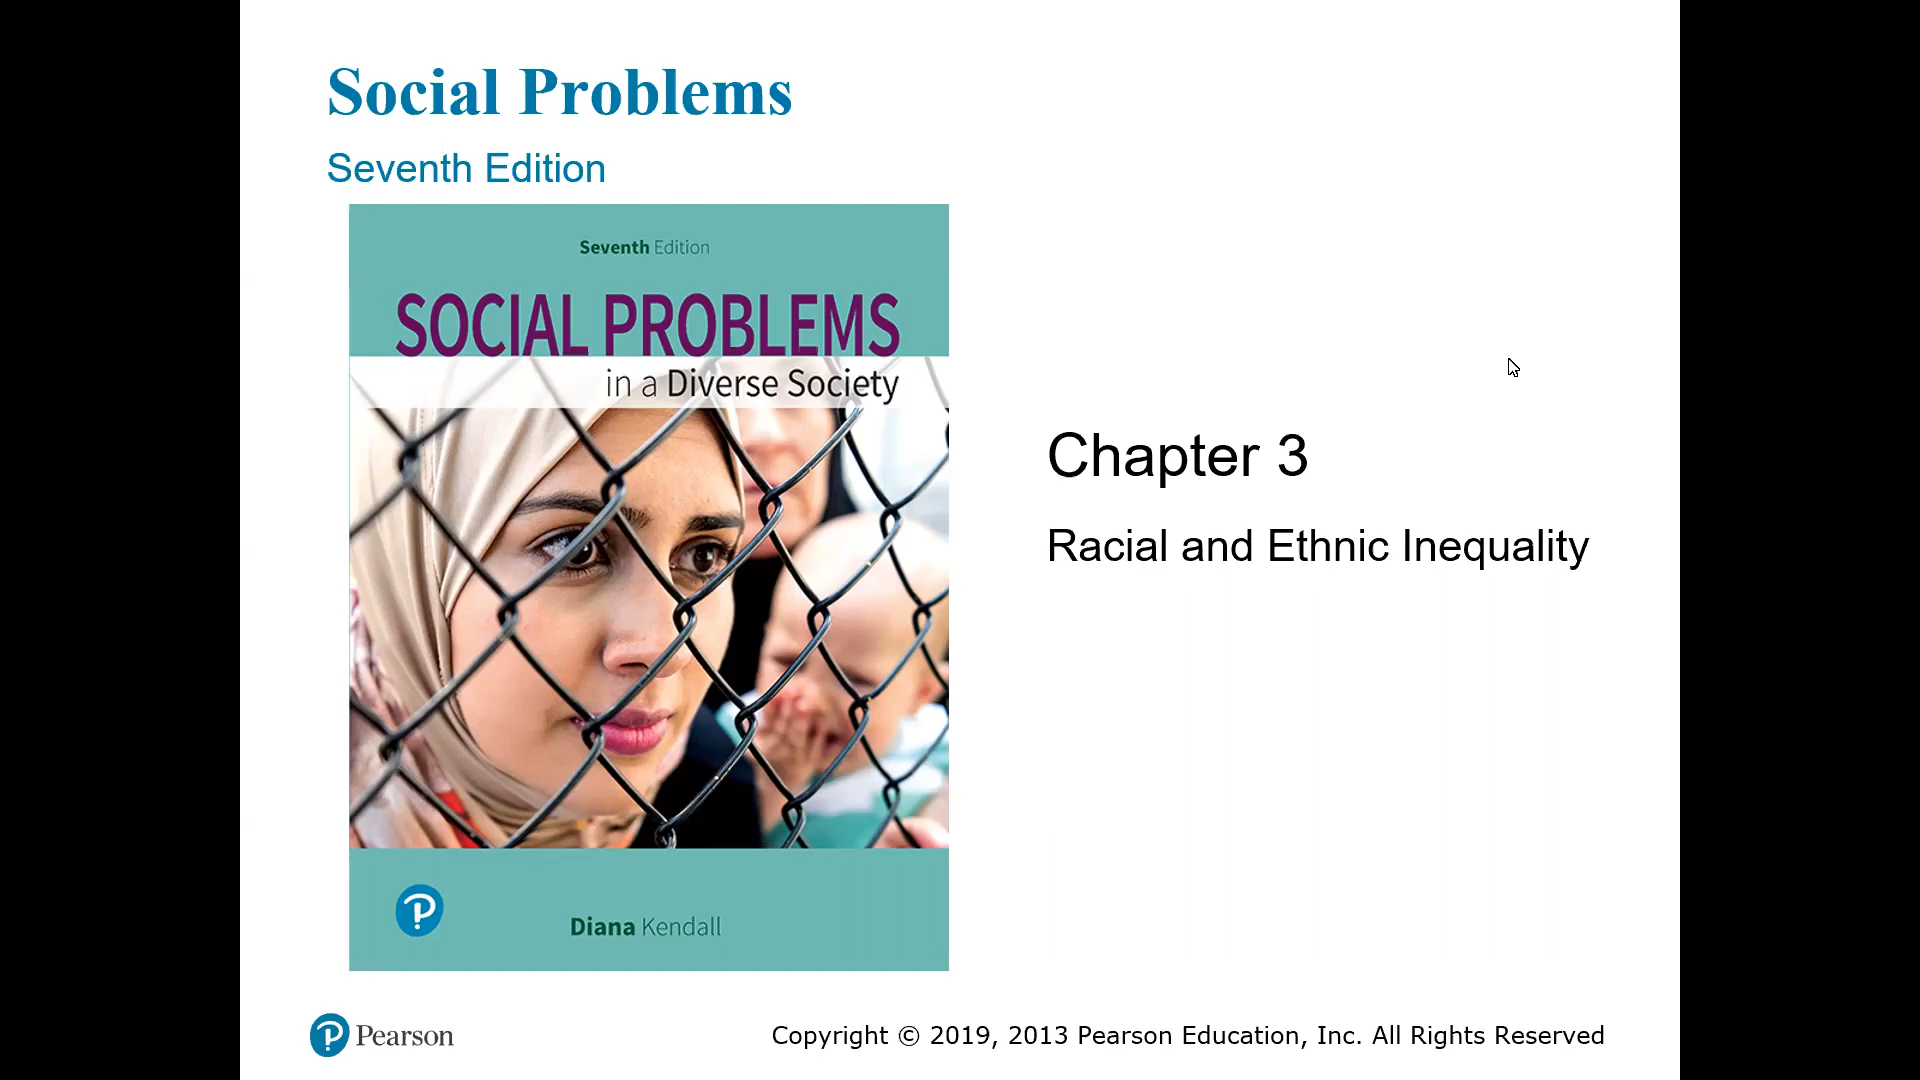 Social Problems
Seventh Edition
Seventh Edition
SOCIAL PROBLEMS
in a Diverse Society
Diana Kendall
Chapter 3
Racial and Ethnic Inequality
Pearson
Copyright © 2019, 2013 Pearson Education, Inc. All Rights Reserved